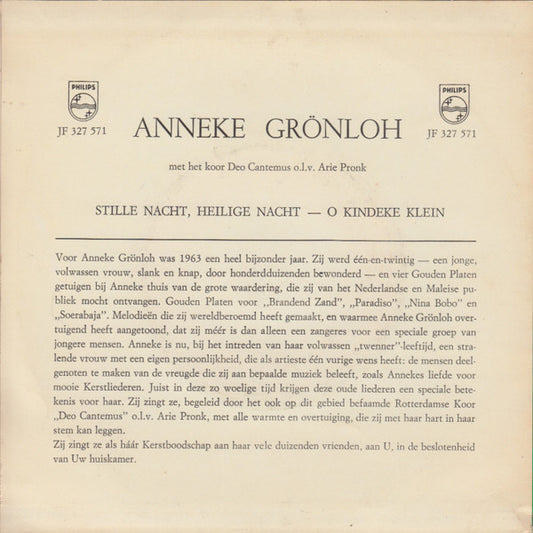 PHILIPS PHILIPS
JF 327 571 JF 327 571
ANNEKE GRÖNLOH
met het koor Deo Cantemus o.l.v. Arie Pronk
STILLE NACHT, HEILIGE NACHT — O KINDEKE KLEIN
Voor Anneke Grönloh was 1963 een heel bijzonder jaar. Zij werd één-en-twintig — een jonge,
volwassen vrouw, slank en knap, door honderdduizenden bewonderd — en vier Gouden Platen
getuigen bij Anneke thuis van de grote waardering, die zij van het Nederlandse en Maleise pu-
bliek mocht ontvangen. Gouden Platen voor „Brandend Zand”, „Paradiso”, „Nina Bobo” en
„Soerabaja”. Melodieën die zij wereldberoemd heeft gemaakt, en waarmee Anneke Grönloh over-
tuigend heeft aangetoond, dat zij méér is dan alleen een zangeres voor een speciale groep van
jongere mensen. Anneke is nu, bij het intreden van haar volwassen „twenner”-leeftijd, een stra-
lende vrouw met een eigen persoonlijkheid, die als artieste één vurige wens heeft: de mensen deel-
genoten te maken van de vreugde die zij aan bepaalde muziek beleeft, zoals Annekes liefde voor
mooie Kerstliederen. Juist in deze zo woelige tijd krijgen deze oude liederen een speciale bete-
kenis voor haar. Zij zingt ze, begeleid door het ook op dit gebied befaamde Rotterdamse Koor
„Deo Cantemus” o.l.v. Arie Pronk, met alle warmte en overtuiging, die zij met haar hart in haar
stem kan leggen.
Zij zingt ze als háár Kerstboodschap aan haar vele duizenden vrienden, aan U, in de beslotenheid
van Uw huiskamer.